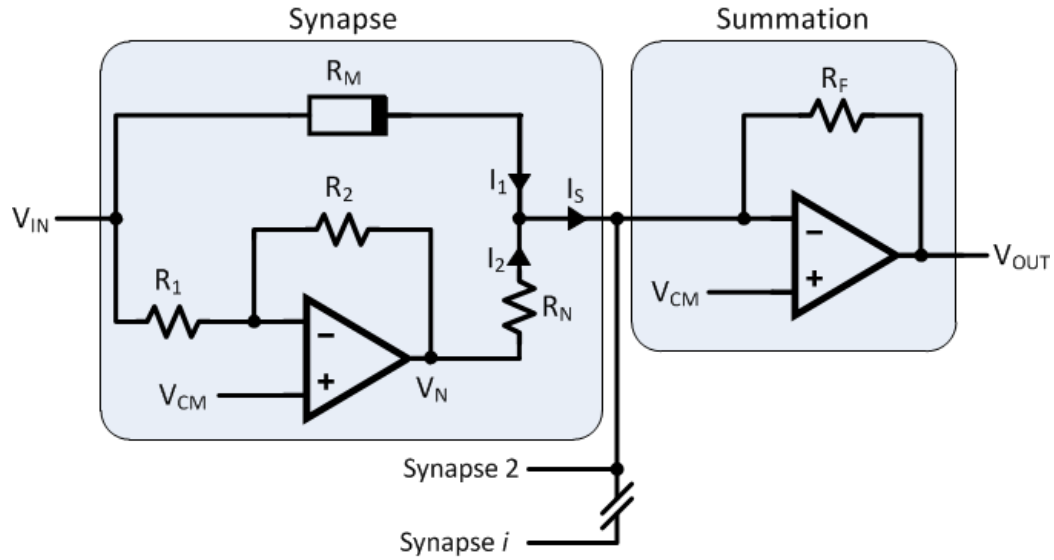 Synapse
Summation
R_M
R_F
I_1
I_S
R_2
V_IN
I_2
V_OUT
R_1
V_CM
R_N
−
+
−
+
V_CM
V_N
Synapse 2
Synapse i